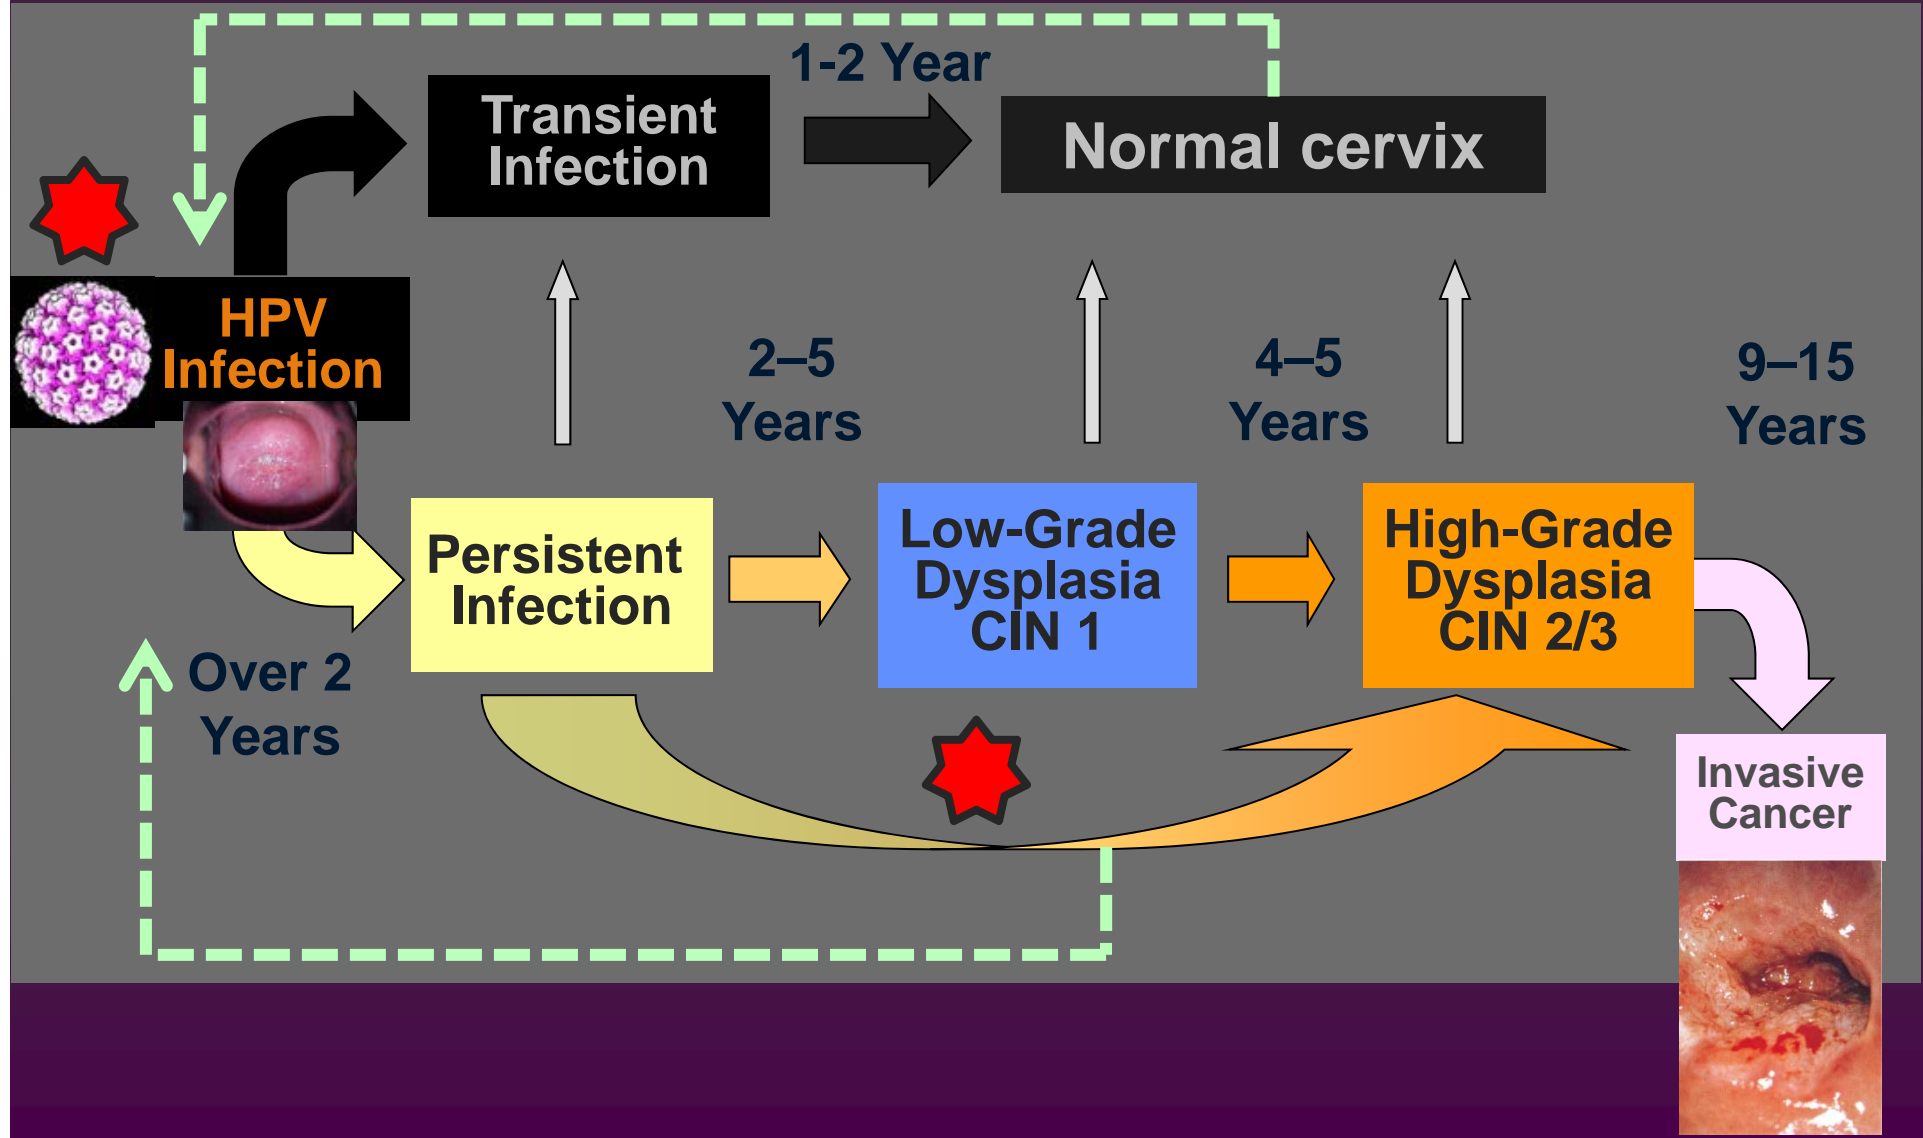 1-2 Year
Transient
Infection
Normal cervix
HPV
Infection
2–5
Years
4–5
Years
9–15
Years
Persistent
Infection
Low-Grade
Dysplasia
CIN 1
High-Grade
Dysplasia
CIN 2/3
Over 2
Years
Invasive
Cancer